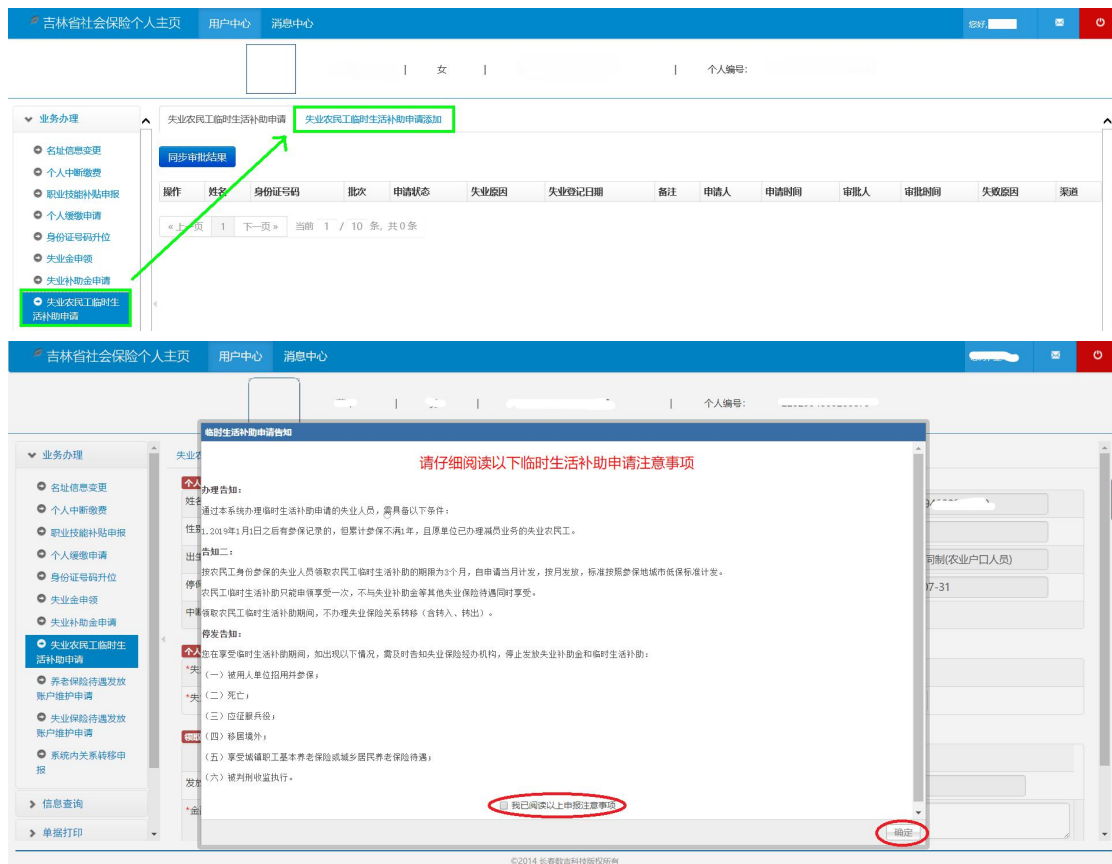 吉林省社会保险个人主页 用户中心 消息中心 您好,
| 女 | | 个人编号:
业务办理
名址信息变更
个人中断缴费
职业技能补贴申报
个人缓缴申请
身份证号码升位
失业金申领
失业补助金申请
失业农民工临时生
活补助申请
失业农民工临时生活补助申请 失业农民工临时生活补助申请添加
同步审批结果
操作 姓名 身份证号码 批次 申请状态 失业原因 失业登记日期 备注 申请人 申请时间 审批人 审批时间 失败原因 渠道
«上一页 1 下一页» 当前 1 / 10 条, 共0条
吉林省社会保险个人主页 用户中心 消息中心
| | | 个人编号:
业务办理
名址信息变更
个人中断缴费
职业技能补贴申报
个人缓缴申请
身份证号码升位
失业金申领
失业补助金申请
失业农民工临时生
活补助申请
养老保险待遇发放
账户维护申请
失业保险待遇发放
账户维护申请
系统内关系转移申
报
信息查询
单据打印
临时生活补助申请告知
请仔细阅读以下临时生活补助申请注意事项
办理告知:
通过本系统办理临时生活补助申请的失业人员,需具备以下条件:
1.2019年1月1日之后有参保记录的,但累计参保不满1年,且原单位已办理减员业务的失业农民工。
告知二:
按农民工身份参保的失业人员领取农民工临时生活补助的期限为3个月,自申请当月计发,按月发放,标准按照参保地城市低保标准计发。
农民工临时生活补助只能申领享受一次,不与失业补助金等其他失业保险待遇同时享受。
领取农民工临时生活补助期间,不办理失业保险关系转移(含转入、转出)。
停发告知:
您在享受临时生活补助期间,如出现以下情况,需及时告知失业保险经办机构,停止发放失业补助金和临时生活补助:
(一)被用人单位招用并参保;
(二)死亡;
(三)应征服兵役;
(四)移居境外;
(五)享受城镇职工基本养老保险或城乡居民养老保险待遇;
(六)被判刑收监执行。
我已阅读以上申报注意事项
确定
同制(农业户口人员)
07-31
©2014 长春数吉科技版权所有